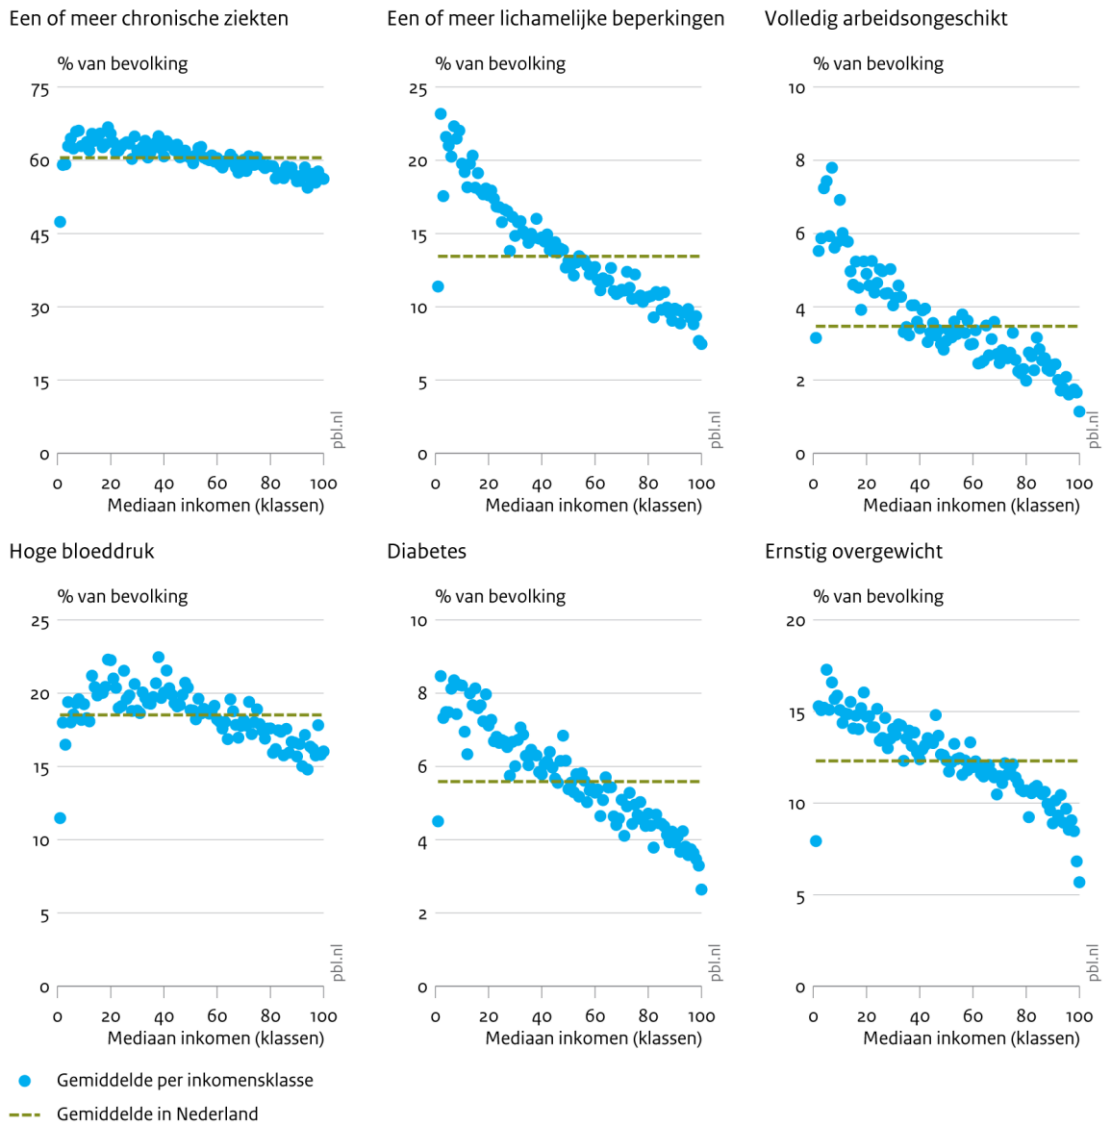 Een of meer chronische ziekten
% van bevolking
75
60
45
30
15
0
0 20 40 60 80 100
Mediaan inkomen (klassen)
pbl.nl
Een of meer lichamelijke beperkingen
% van bevolking
25
20
15
10
5
0
0 20 40 60 80 100
Mediaan inkomen (klassen)
pbl.nl
Volledig arbeidsongeschikt
% van bevolking
10
8
6
4
2
0
0 20 40 60 80 100
Mediaan inkomen (klassen)
pbl.nl
Hoge bloeddruk
% van bevolking
25
20
15
10
5
0
0 20 40 60 80 100
Mediaan inkomen (klassen)
pbl.nl
Diabetes
% van bevolking
10
8
6
4
2
0
0 20 40 60 80 100
Mediaan inkomen (klassen)
pbl.nl
Ernstig overgewicht
% van bevolking
20
15
10
5
0
0 20 40 60 80 100
Mediaan inkomen (klassen)
pbl.nl
Gemiddelde per inkomensklasse
Gemiddelde in Nederland